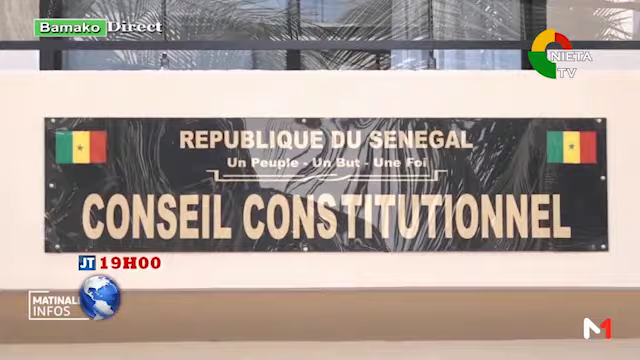 Bamako Direct
NIETA
TV
REPUBLIQUE DU SENEGAL
Un Peuple - Un But - Une Foi
CONSEIL CONSTITUTIONNEL
JT 19H00
MATINALE
INFOS
M1